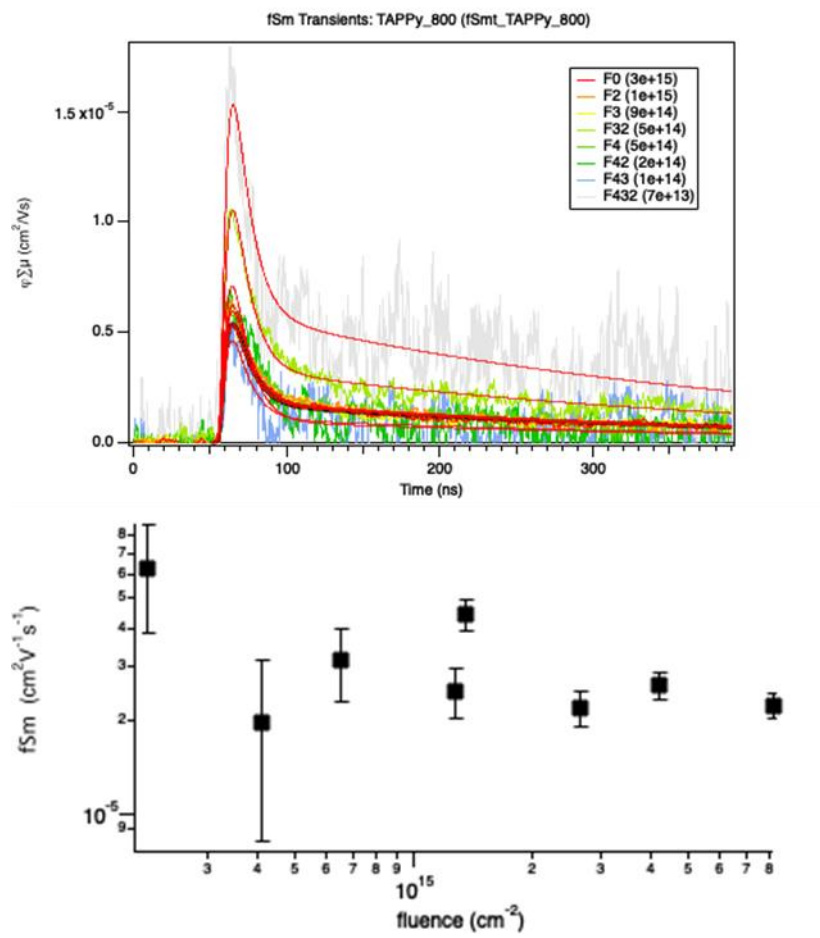 fSm Transients: TAPPy_800 (fSmt_TAPPy_800)
F0 (3e+15)
F2 (1e+15)
F3 (9e+14)
F32 (5e+14)
F4 (5e+14)
F42 (2e+14)
F43 (1e+14)
F432 (7e+13)
1.5 x10⁻⁵
1.0
0.5
0.0
φ∑μ (cm²/Vs)
0 100 200 300
Time (ns)
8
7
6
5
4
3
2
10⁻⁵
9
fSm (cm²V⁻¹s⁻¹)
3 4 5 6 7 8 9 2 3 4 5 6 7 8
10¹⁵
fluence (cm⁻²)